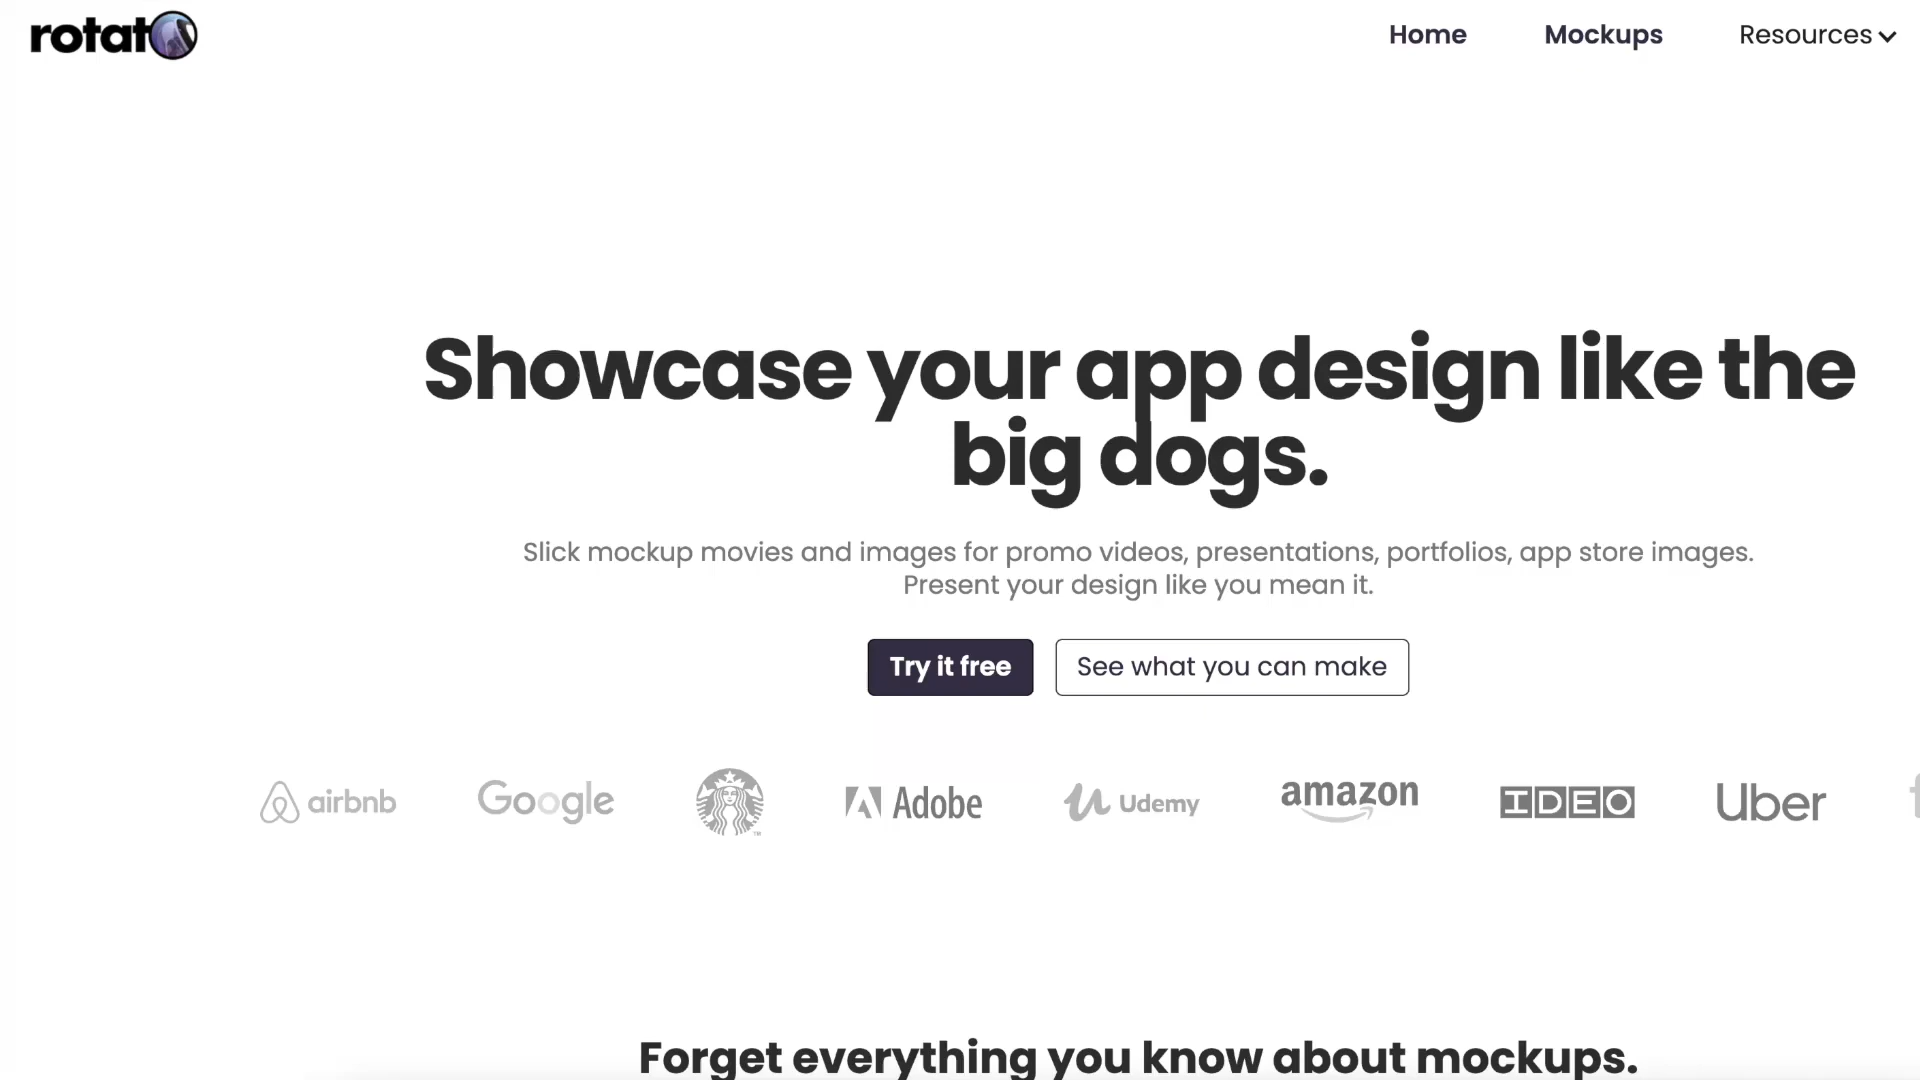 rotato
Home
Mockups
Resources
Showcase your app design like the
big dogs.
Slick mockup movies and images for promo videos, presentations, portfolios, app store images.
Present your design like you mean it.
Try it free
See what you can make
airbnb
Google
Adobe
Udemy
amazon
IDEO
Uber
Forget everything you know about mockups.